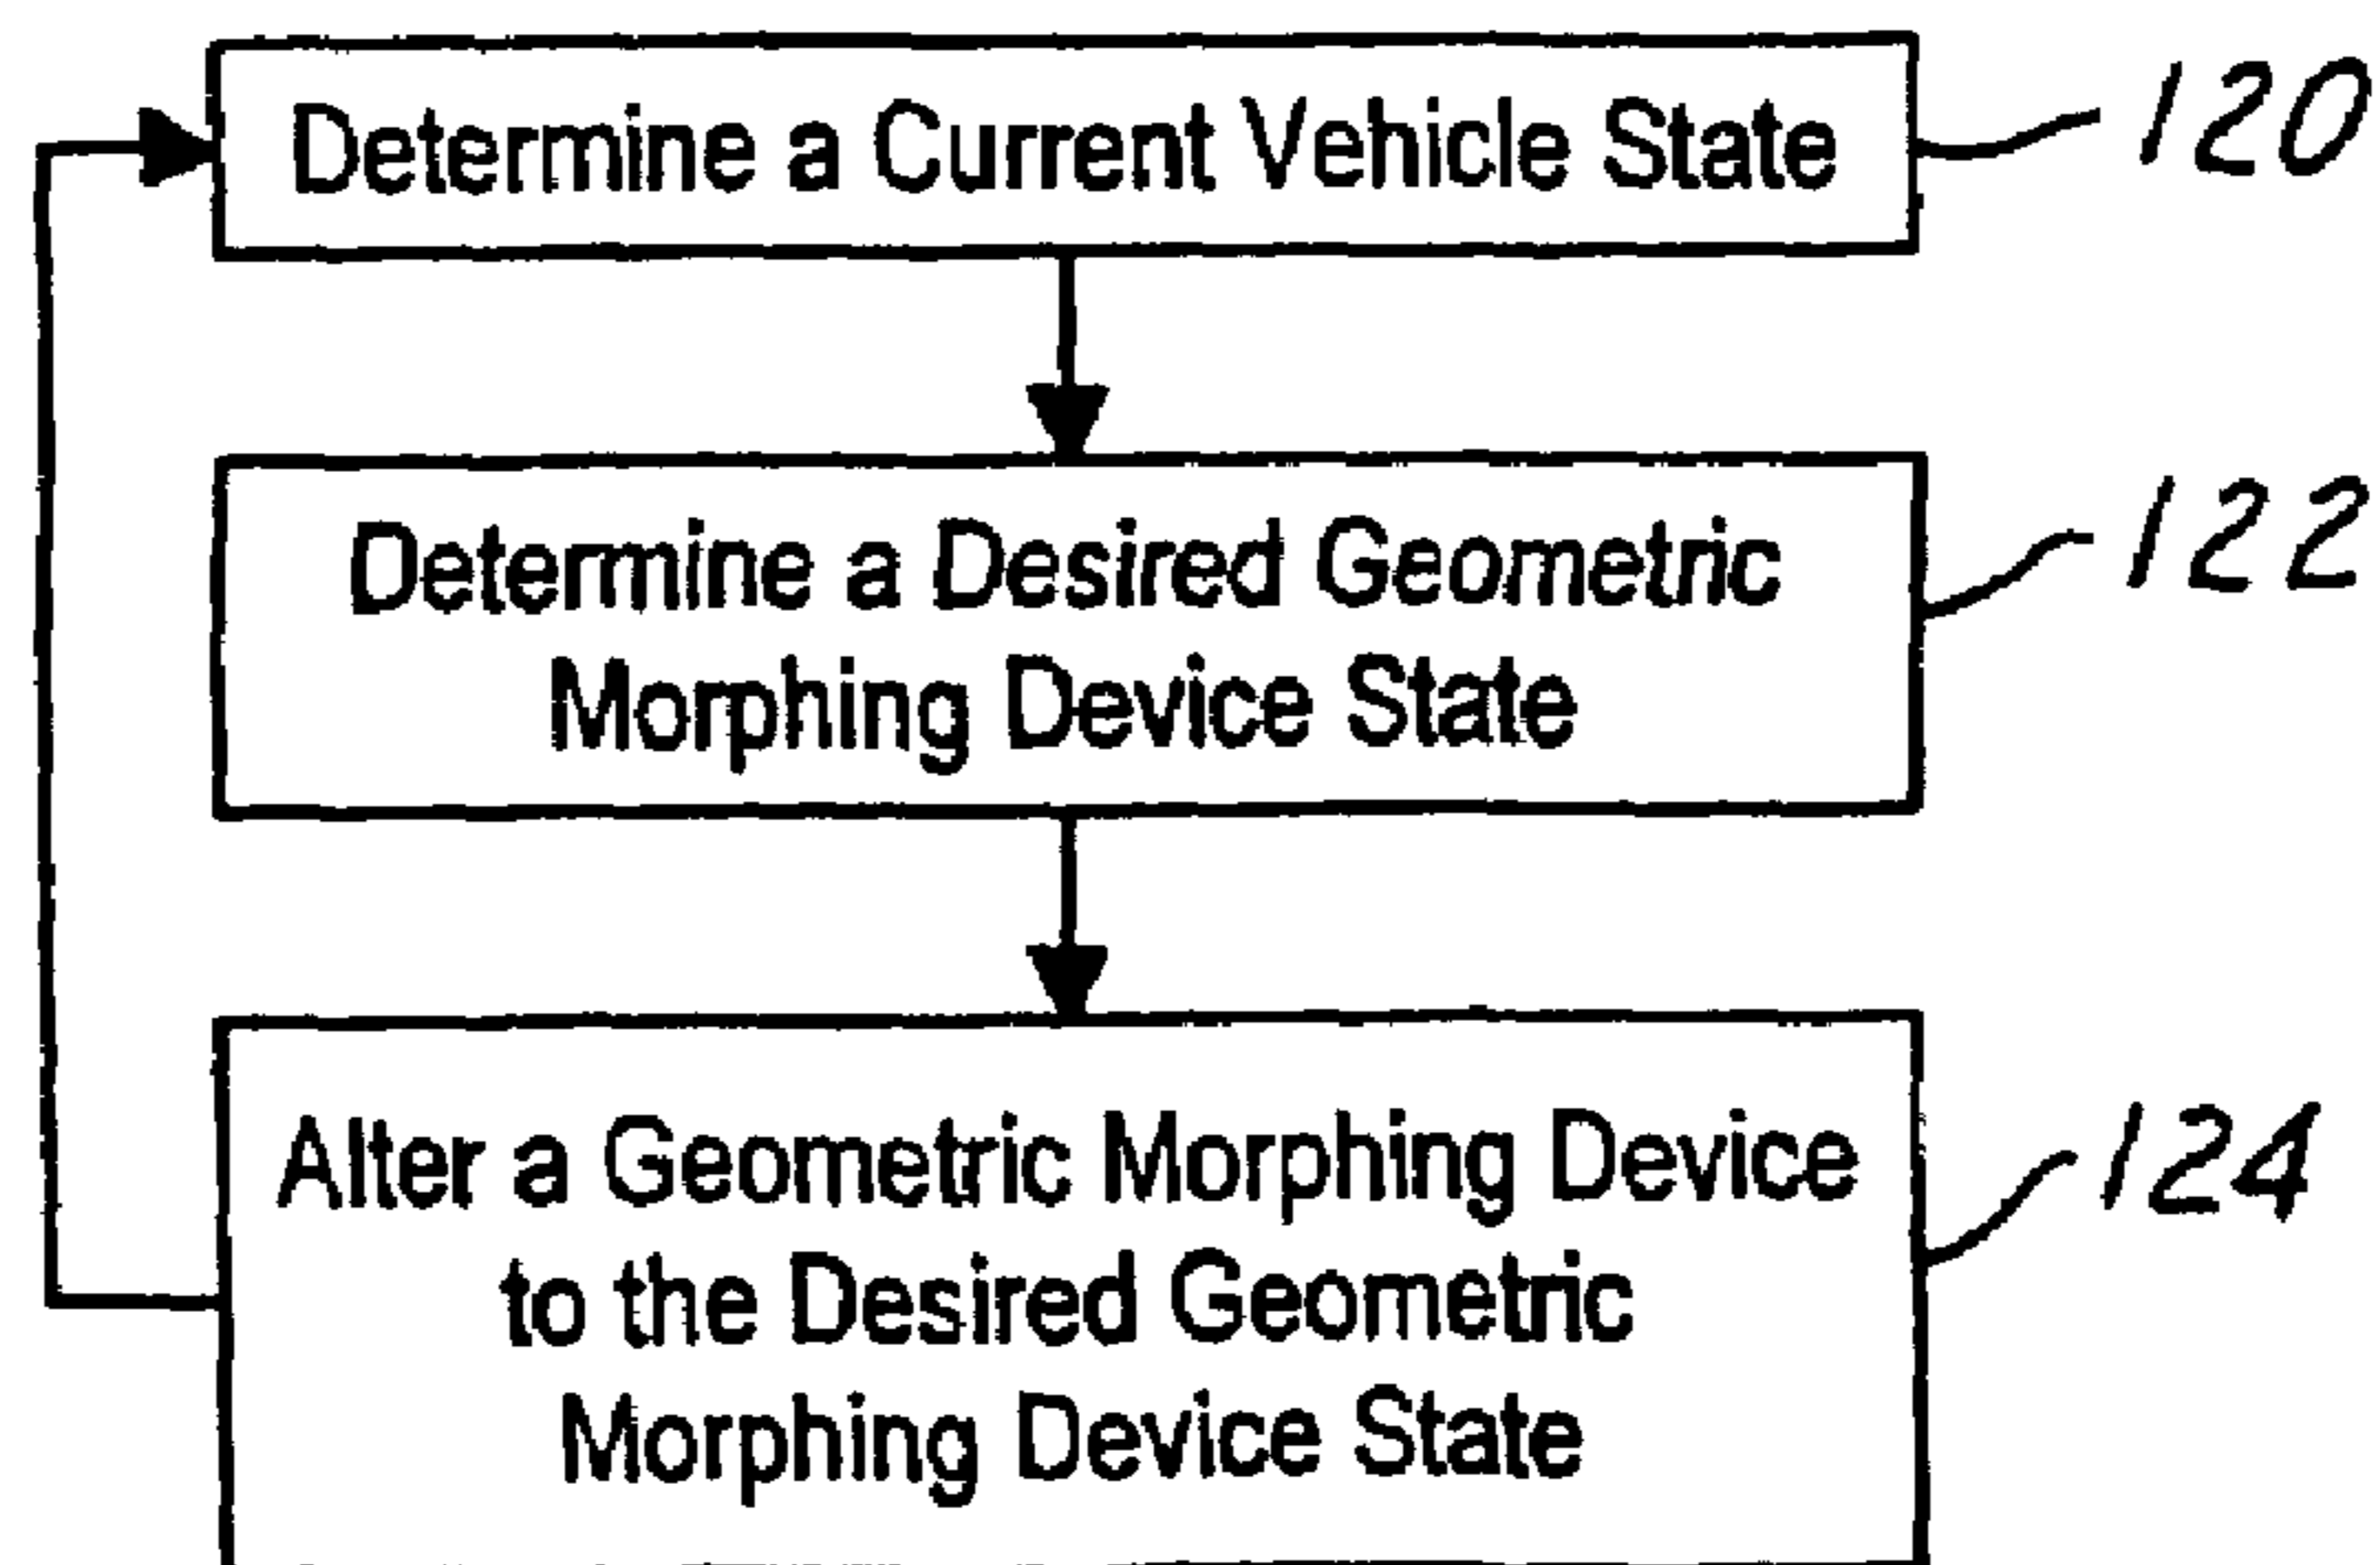 Determine a Current Vehicle State
120
Determine a Desired Geometric
Morphing Device State
122
Alter a Geometric Morphing Device
to the Desired Geometric
Morphing Device State
124